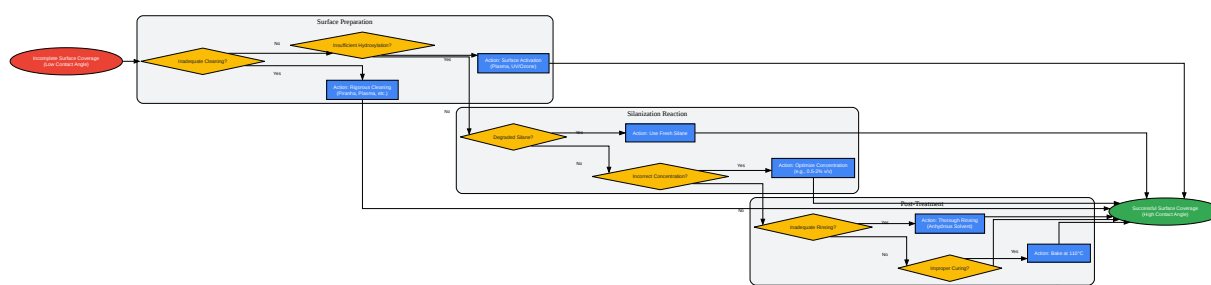 Surface Preparation
Incomplete Surface Coverage
(Low Contact Angle)
Inadequate Cleaning?
No
Insufficient Hydroxylation?
Yes
Action: Surface Activation
(Plasma, UV/Ozone)
Yes
Action: Rigorous Cleaning
(Piranha, Plasma, etc.)
No
Silanization Reaction
Degraded Silane?
Yes
Action: Use Fresh Silane
No
Incorrect Concentration?
Yes
Action: Optimize Concentration
(e.g., 0.5-2% v/v)
No
Post-Treatment
Inadequate Rinsing?
Yes
Action: Thorough Rinsing
(Anhydrous Solvent)
Successful Surface Coverage
(High Contact Angle)
No
Improper Curing?
Yes
Action: Bake at 110°C